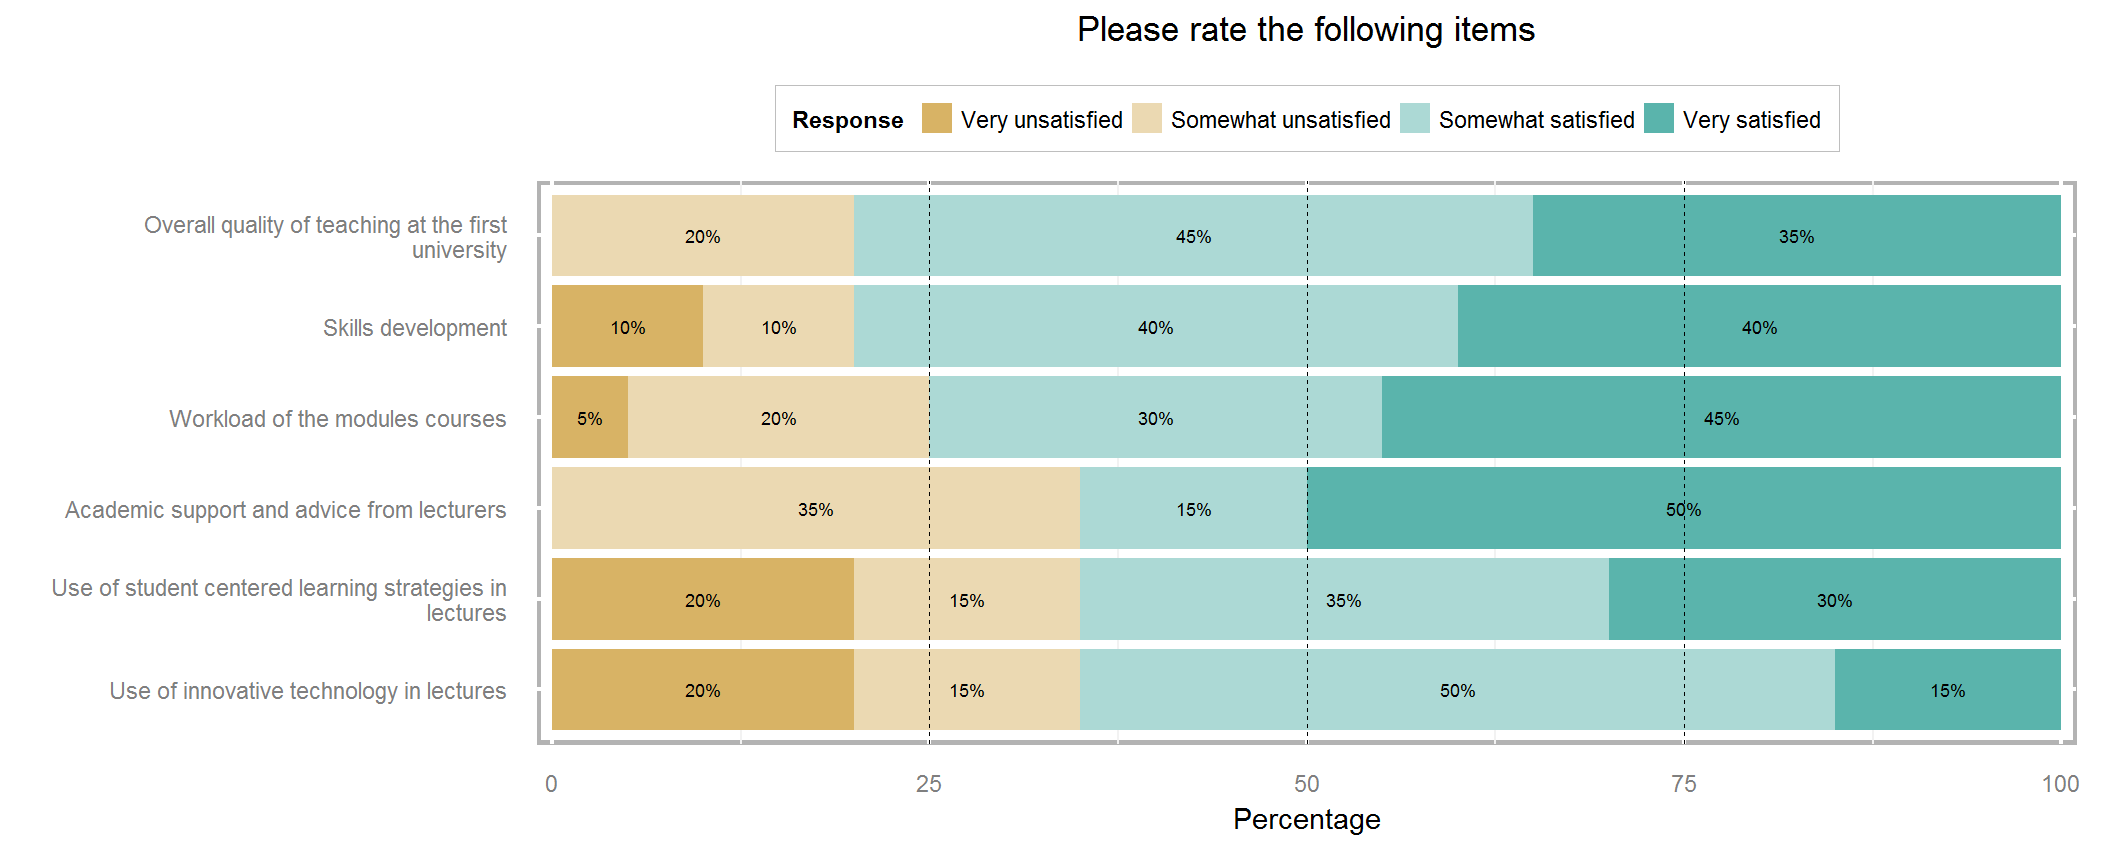 Please rate the following items
Response Very unsatisfied Somewhat unsatisfied Somewhat satisfied Very satisfied
Overall quality of teaching at the first
university
20% 45% 35%
Skills development
10% 10% 40% 40%
Workload of the modules courses
5% 20% 30% 45%
Academic support and advice from lecturers
35% 15% 50%
Use of student centered learning strategies in
lectures
20% 15% 35% 30%
Use of innovative technology in lectures
20% 15% 50% 15%
0 25 50 75 100
Percentage